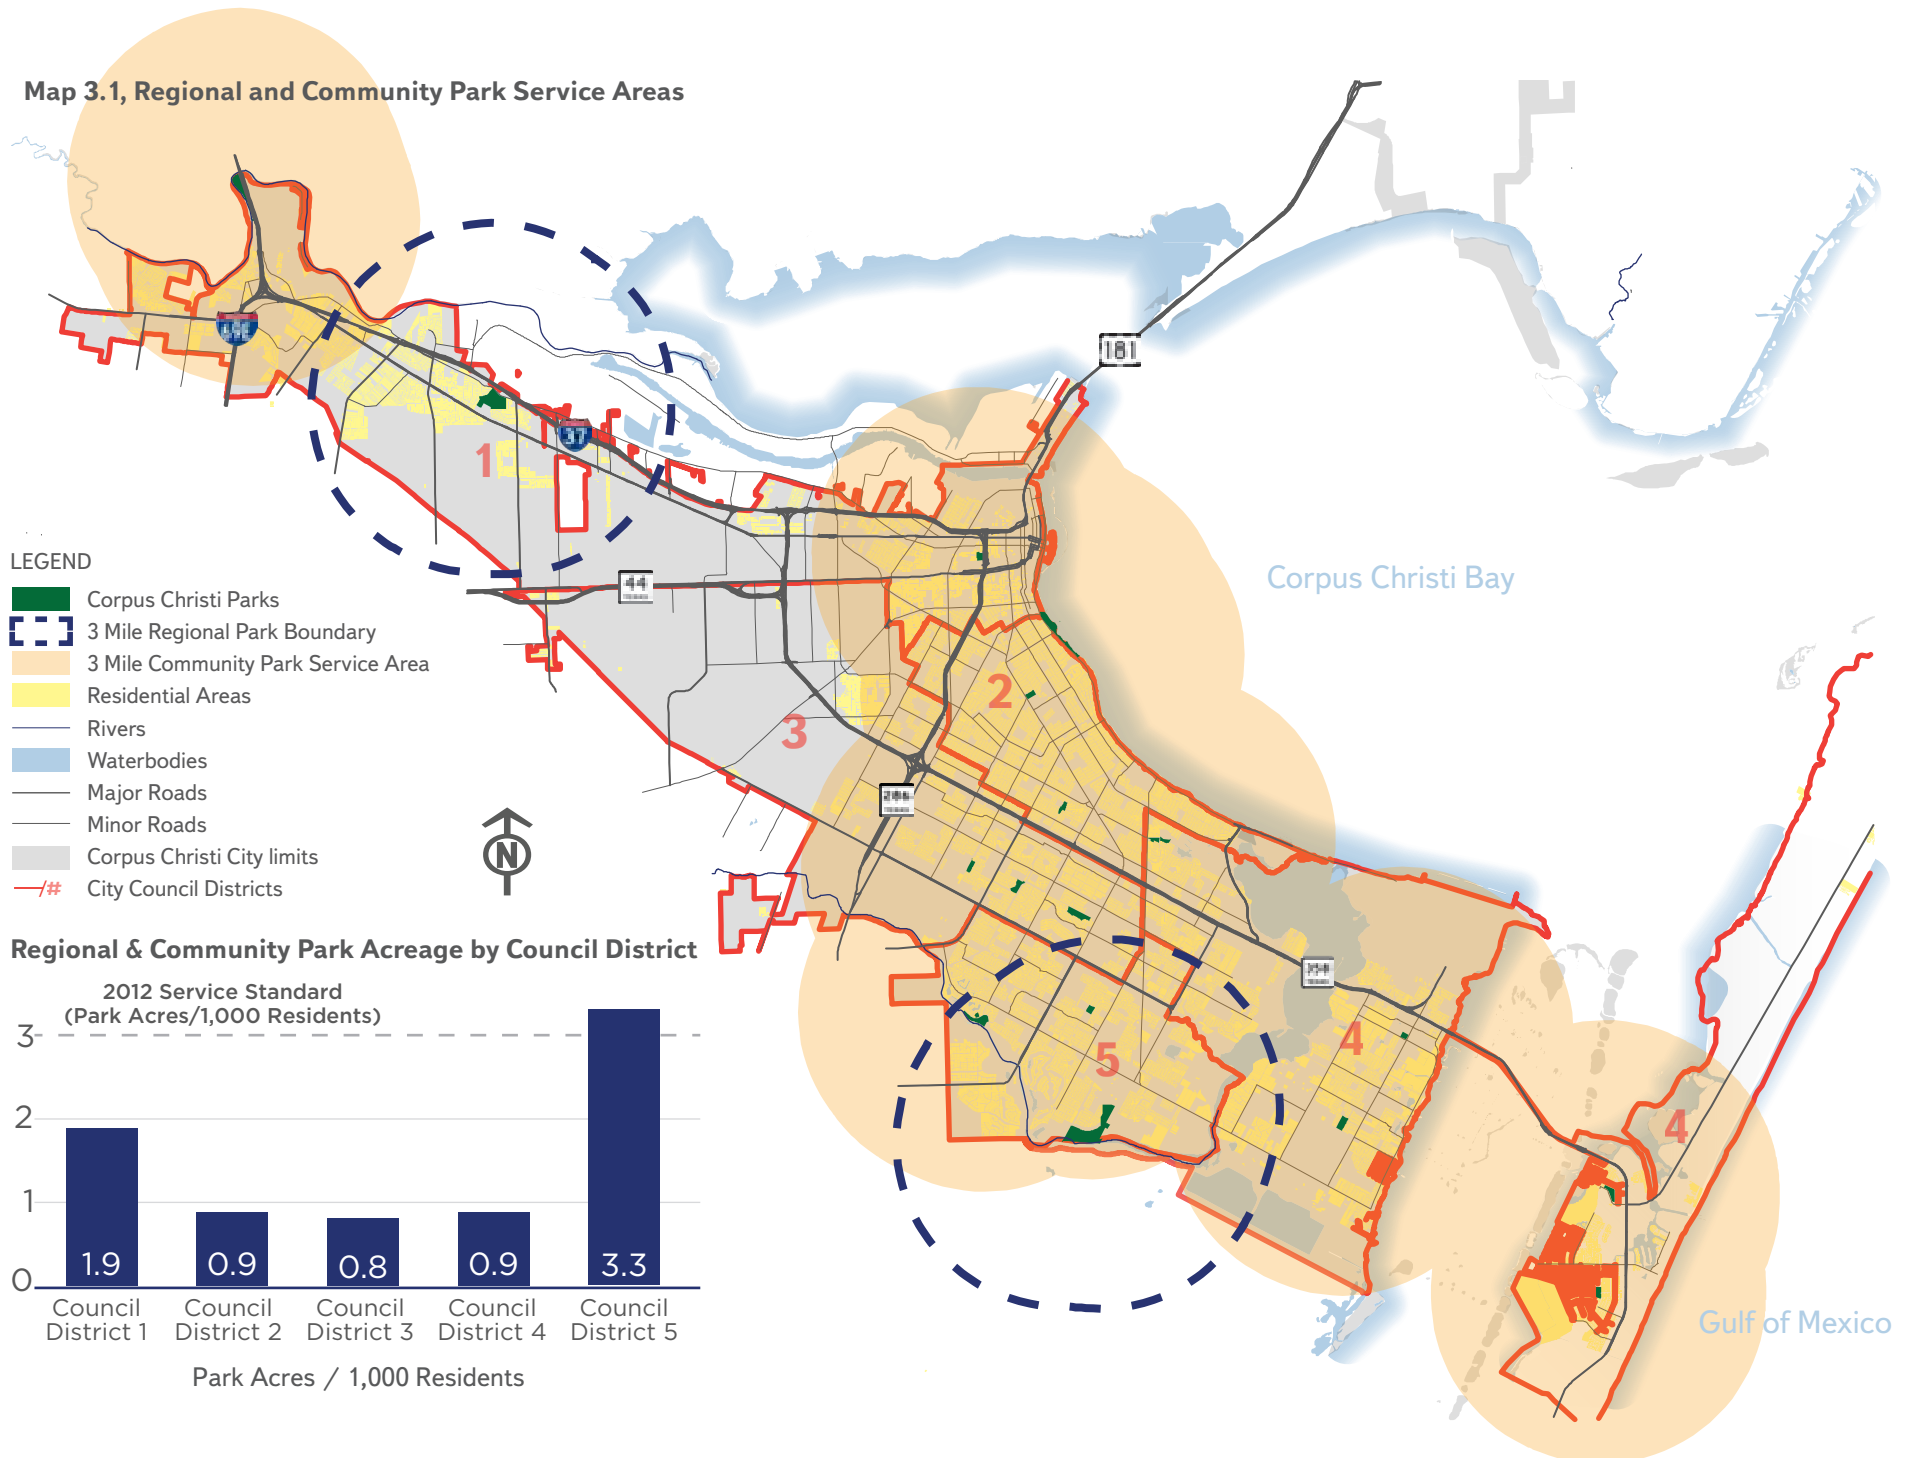 Map 3.1, Regional and Community Park Service Areas
181
37
1
44
Corpus Christi Bay
2
3
LEGEND
Corpus Christi Parks
3 Mile Regional Park Boundary
3 Mile Community Park Service Area
Residential Areas
Rivers
Waterbodies
Major Roads
Minor Roads
Corpus Christi City limits
# City Council Districts
N
4
5
4
Gulf of Mexico
Regional & Community Park Acreage by Council District
2012 Service Standard
(Park Acres/1,000 Residents)
3
2
1
0
1.9 0.9 0.8 0.9 3.3
Council District 1
Council District 2
Council District 3
Council District 4
Council District 5
Park Acres / 1,000 Residents